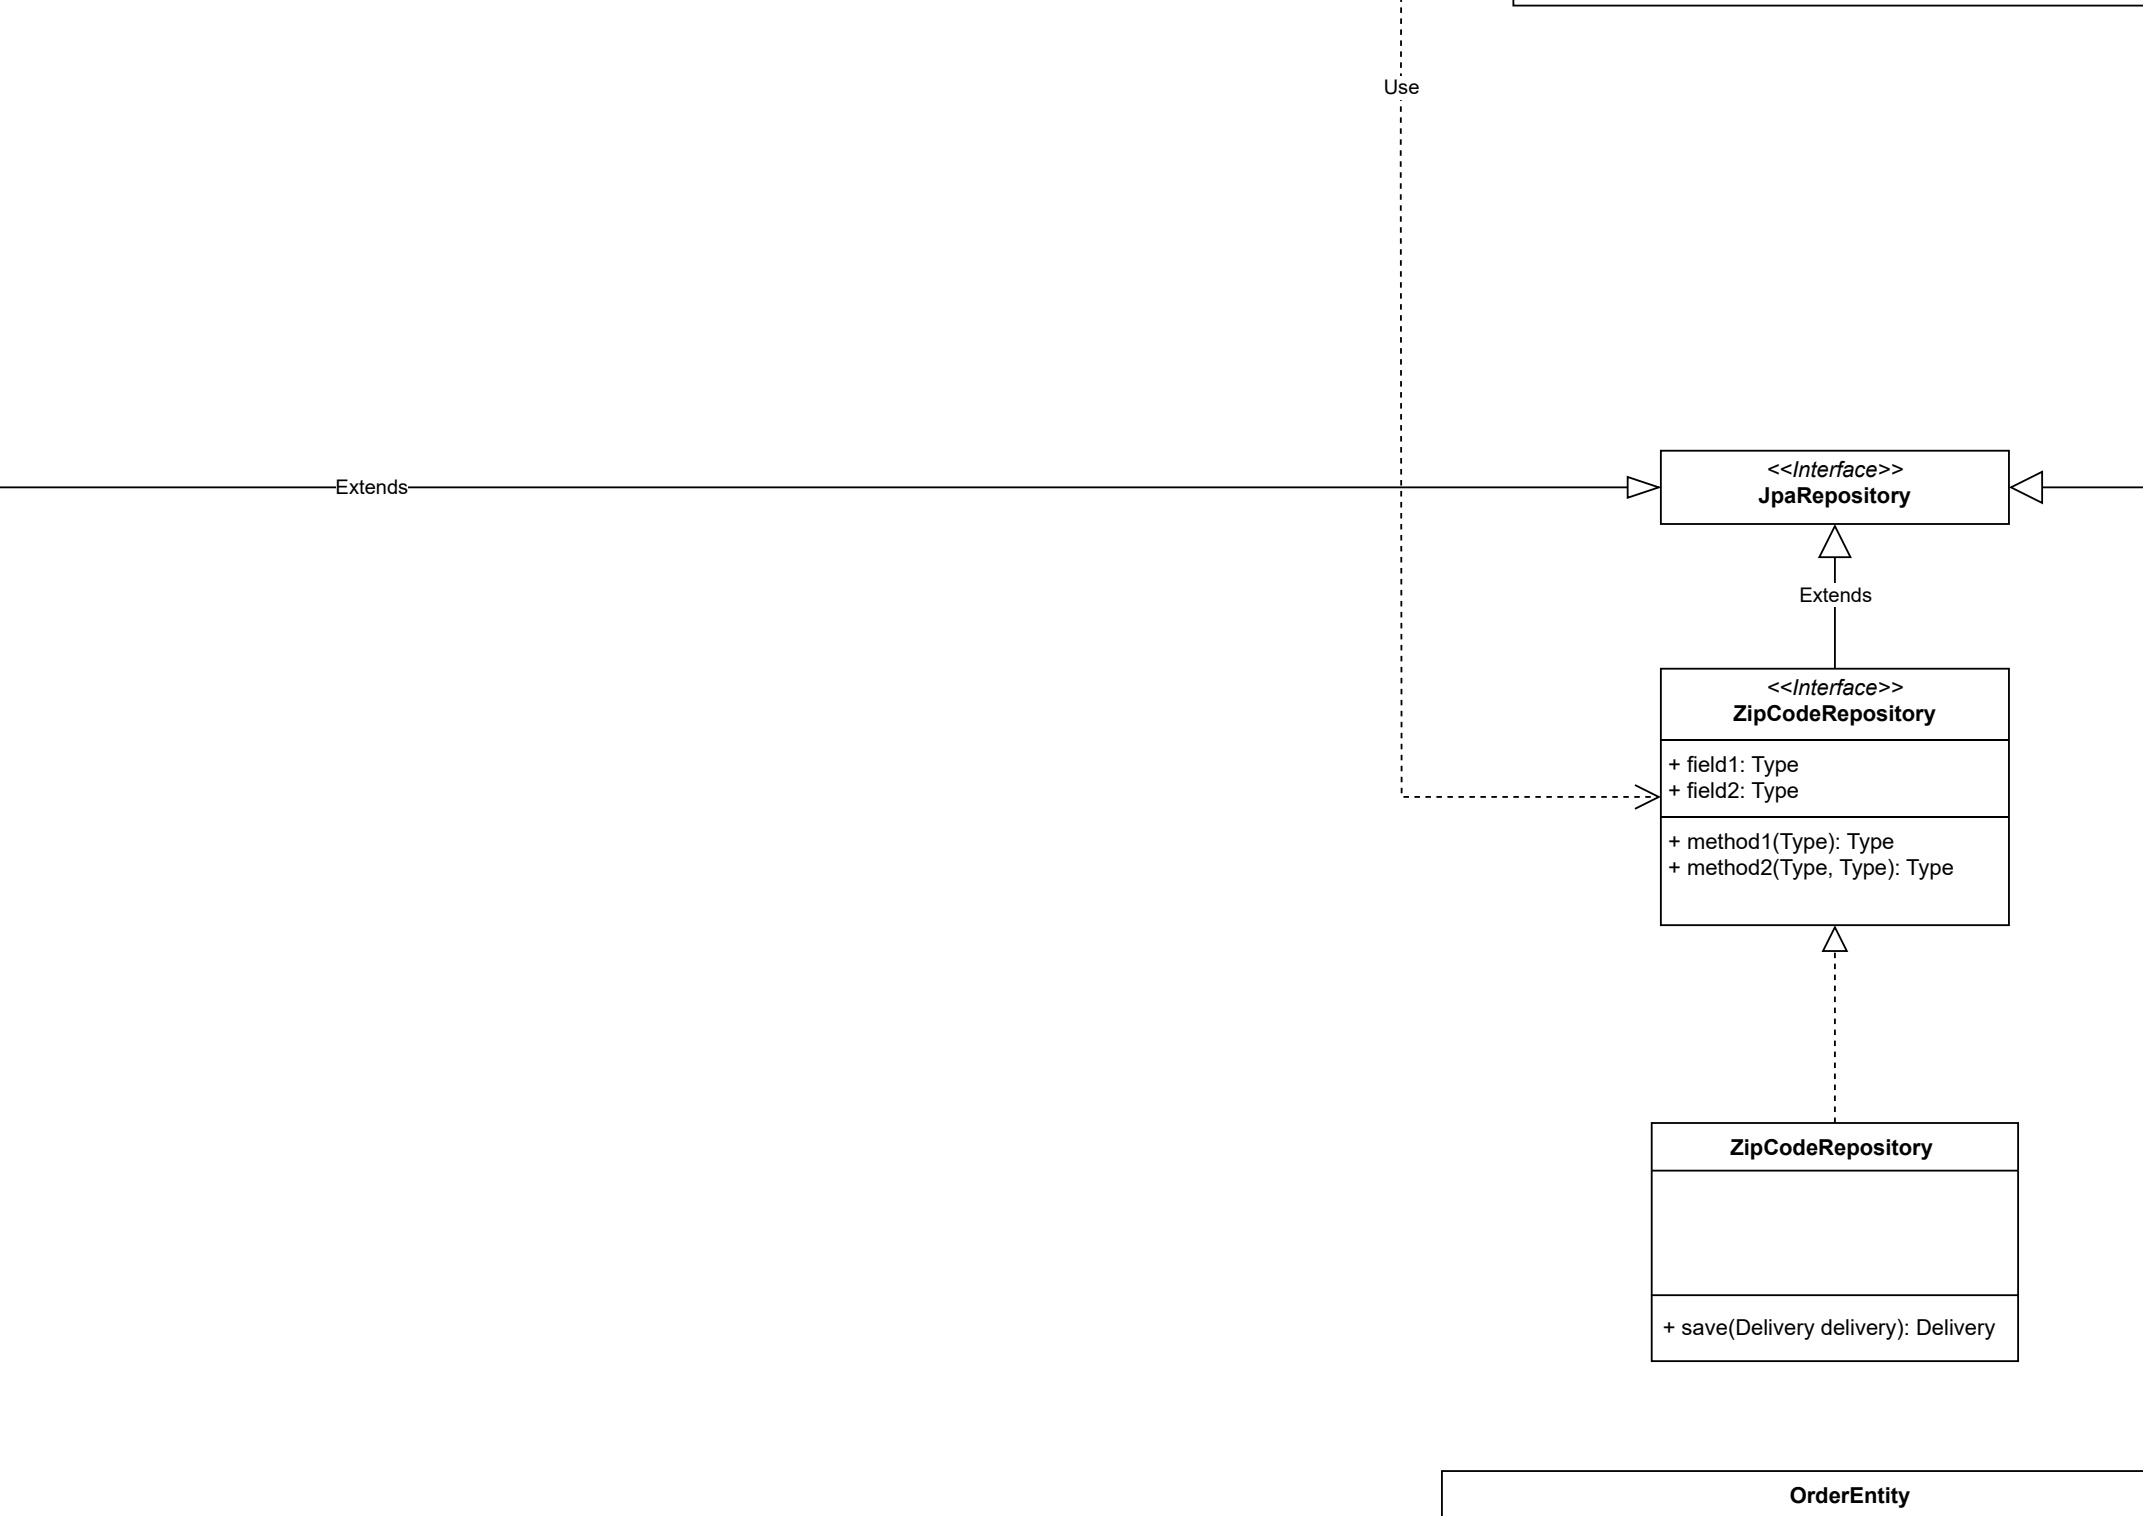 Use
Extends
<<Interface>>
JpaRepository
Extends
<<Interface>>
ZipCodeRepository
+ field1: Type
+ field2: Type
+ method1(Type): Type
+ method2(Type, Type): Type
ZipCodeRepository
+ save(Delivery delivery): Delivery
OrderEntity